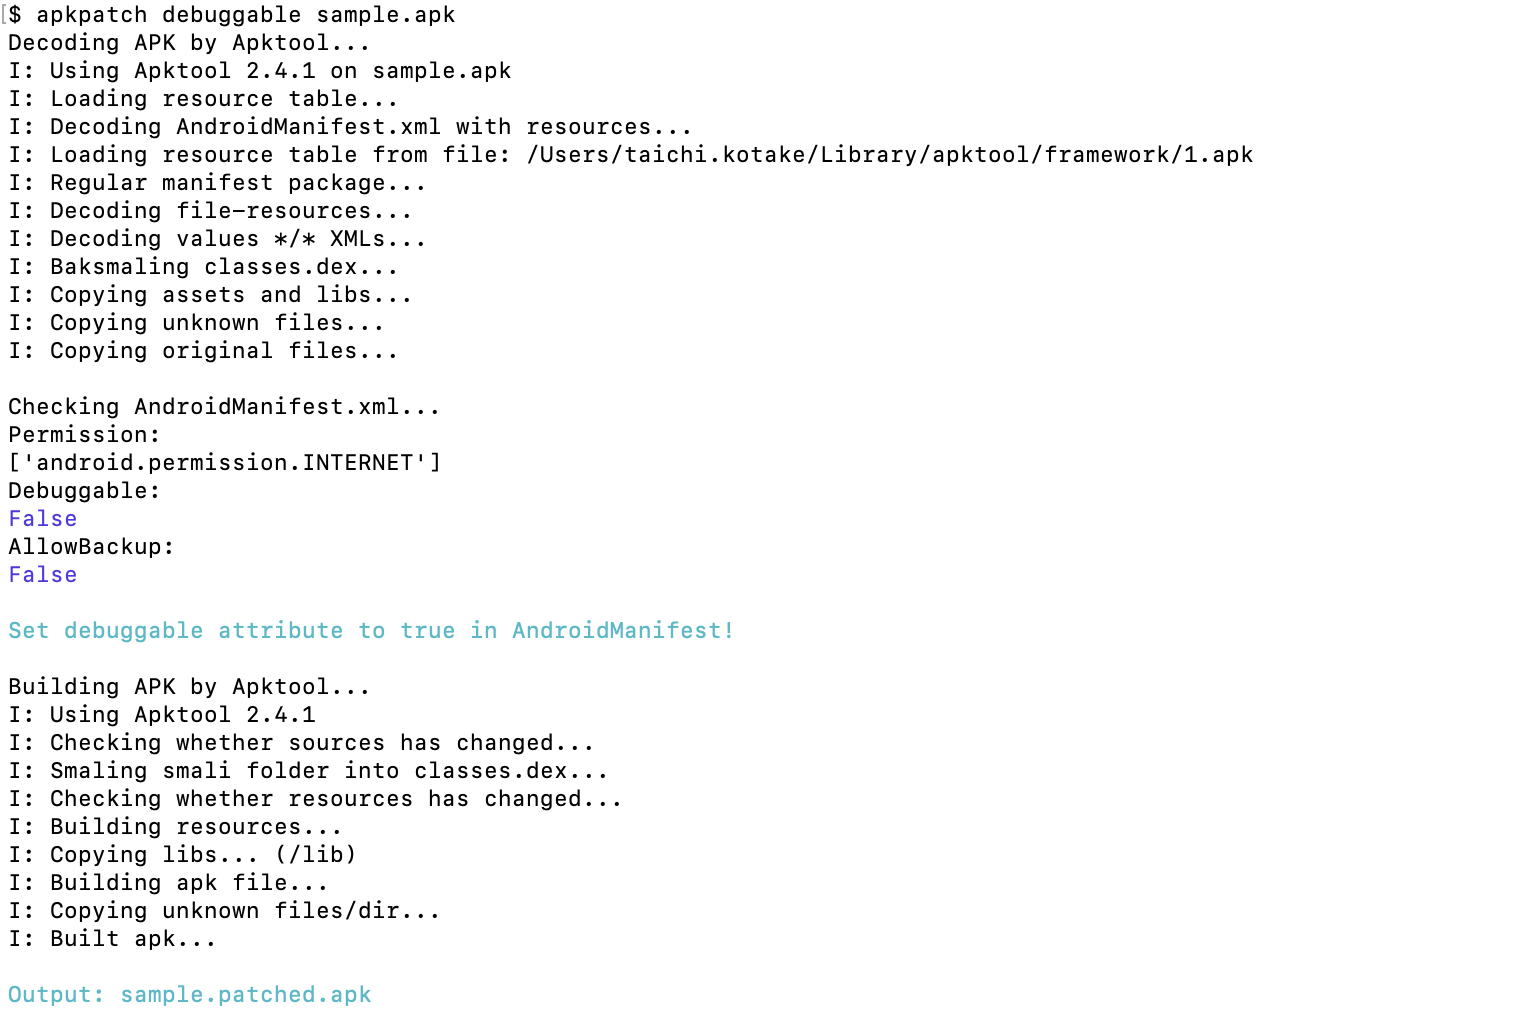 [$ apkpatch debuggable sample.apk
Decoding APK by Apktool...
I: Using Apktool 2.4.1 on sample.apk
I: Loading resource table...
I: Decoding AndroidManifest.xml with resources...
I: Loading resource table from file: /Users/taichi.kotake/Library/apktool/framework/1.apk
I: Regular manifest package...
I: Decoding file-resources...
I: Decoding values */* XMLs...
I: Baksmaling classes.dex...
I: Copying assets and libs...
I: Copying unknown files...
I: Copying original files...
Checking AndroidManifest.xml...
Permission:
['android.permission.INTERNET']
Debuggable:
False
AllowBackup:
False
Set debuggable attribute to true in AndroidManifest!
Building APK by Apktool...
I: Using Apktool 2.4.1
I: Checking whether sources has changed...
I: Smaling smali folder into classes.dex...
I: Checking whether resources has changed...
I: Building resources...
I: Copying libs... (/lib)
I: Building apk file...
I: Copying unknown files/dir...
I: Built apk...
Output: sample.patched.apk